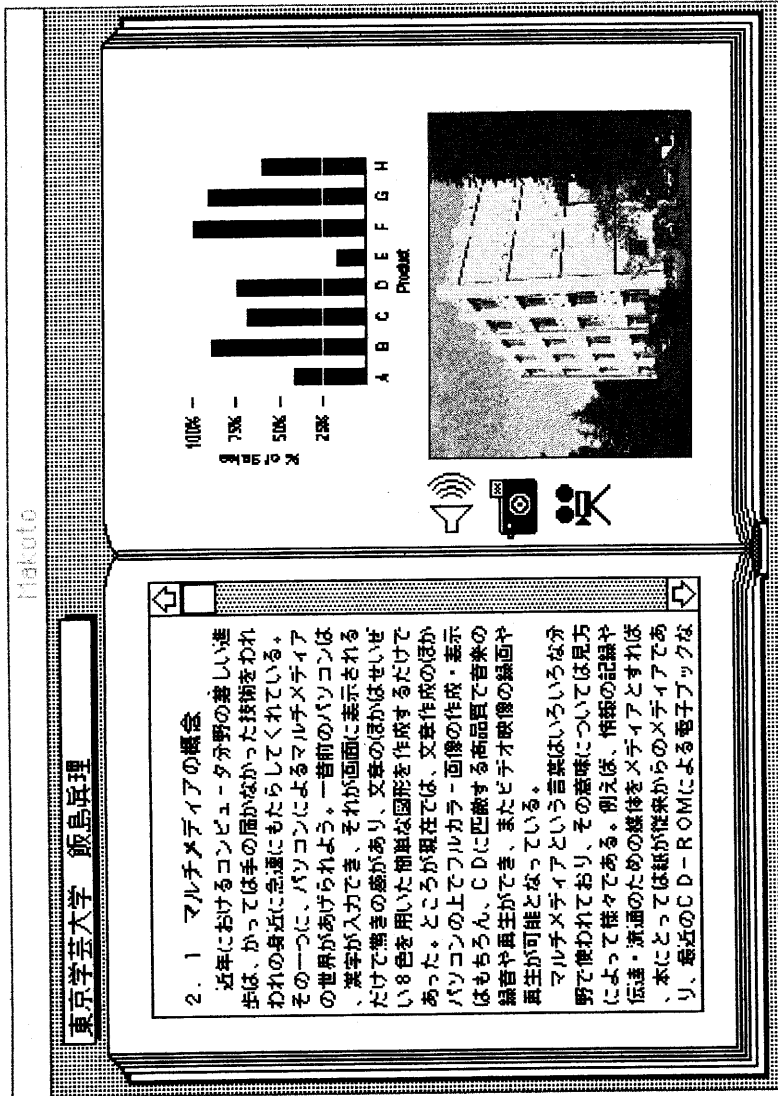 Makoto
東京学芸大学 飯島眞理
2．1 マルチメディアの概念
近年におけるコンピュータ分野の著しい進
歩は、かっては手の届かなかった技術をわれ
われの身近に急速にもたらしてくれている。
その一つに、パソコンによるマルチメディア
の世界があげられよう。一昔前のパソコンは
、漢字が入力でき、それが画面に表示される
だけで驚きの感があり、文章のほかはせいぜ
い8色を用いた簡単な図形を作成するだけで
あった。ところが現在では、文章作成のほか
パソコンの上でフルカラー画像の作成・表示
はもちろん、CDに匹敵する高品質で音楽の
録音や再生ができ、またビデオ映像の録画や
再生が可能となっている。
マルチメディアという言葉はいろいろな分
野で使われており、その意味については見方
によって様々である。例えば、情報の記録や
伝達・流通のための媒体をメディアとすれば
、本にとっては紙が従来からのメディアであ
り、最近のCD-ROMによる電子ブックな
100%
75%
50%
25%
A B C D E F G H
Product